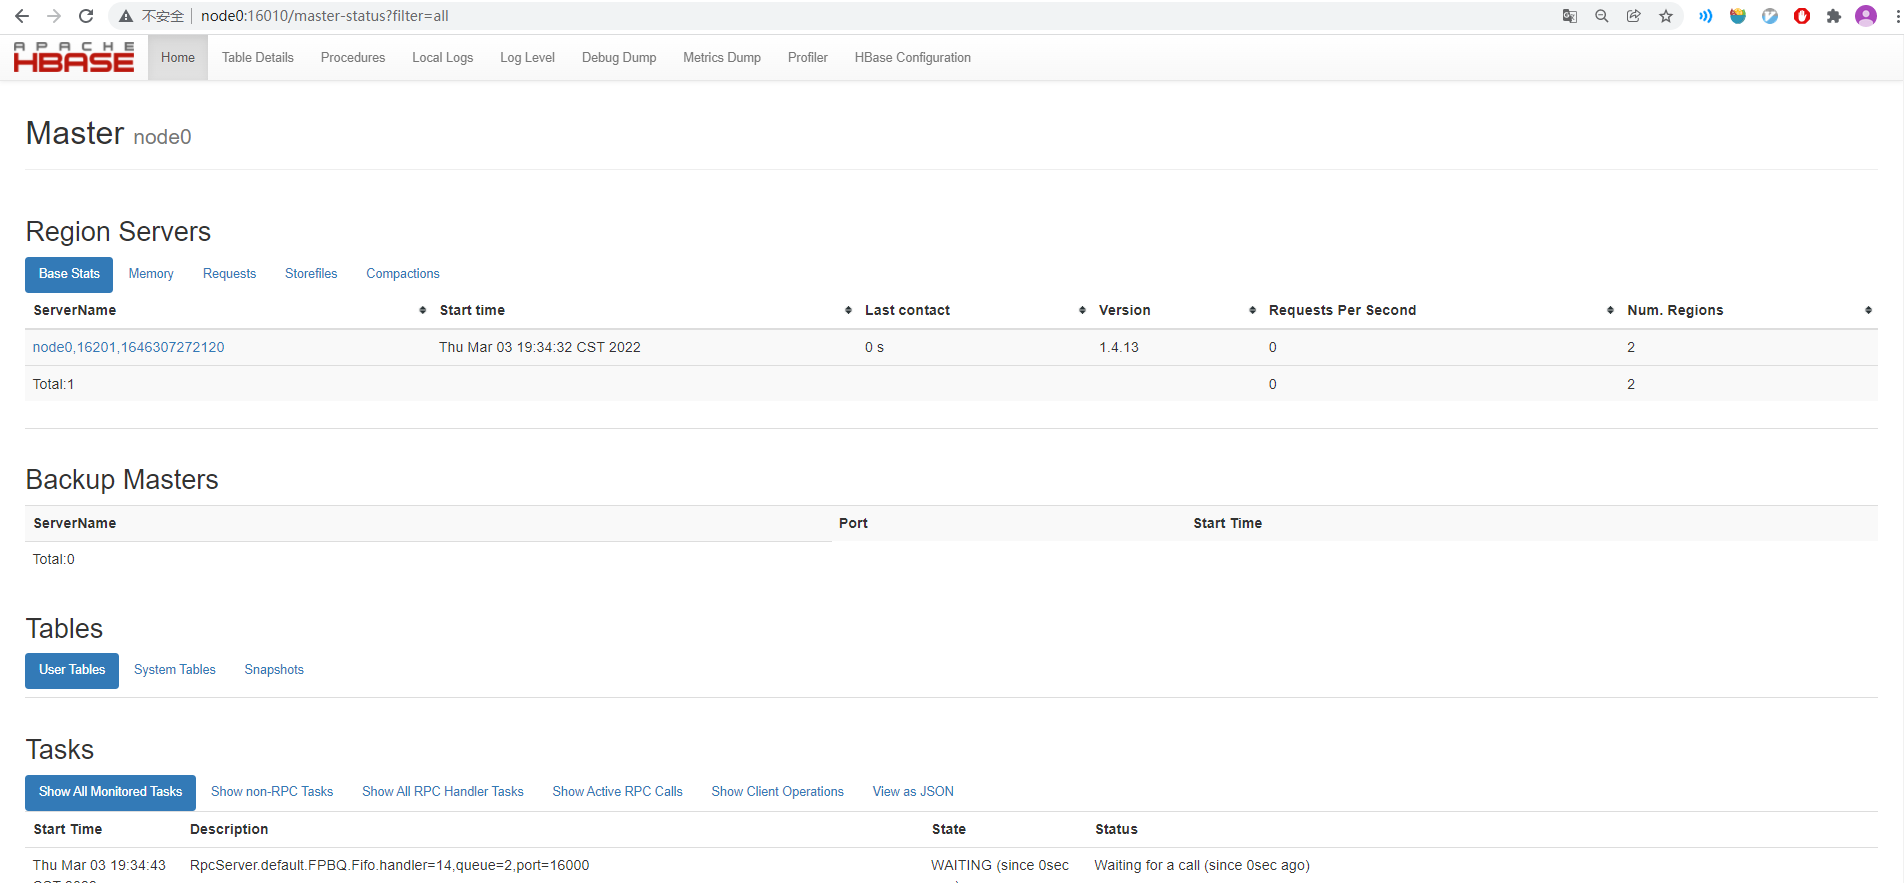 不安全 node0:16010/master-status?filter=all
APACHE
HBASE
Home Table Details Procedures Local Logs Log Level Debug Dump Metrics Dump Profiler HBase Configuration
Master node0
Region Servers
Base Stats Memory Requests Storefiles Compactions
ServerName Start time Last contact Version Requests Per Second Num. Regions
node0,16201,1646307272120 Thu Mar 03 19:34:32 CST 2022 0 s 1.4.13 0 2
Total:1 0 2
Backup Masters
ServerName Port Start Time
Total:0
Tables
User Tables System Tables Snapshots
Tasks
Show All Monitored Tasks Show non-RPC Tasks Show All RPC Handler Tasks Show Active RPC Calls Show Client Operations View as JSON
Start Time Description State Status
Thu Mar 03 19:34:43 RpcServer.default.FPBQ.Fifo.handler=14,queue=2,port=16000 WAITING (since 0sec Waiting for a call (since 0sec ago)